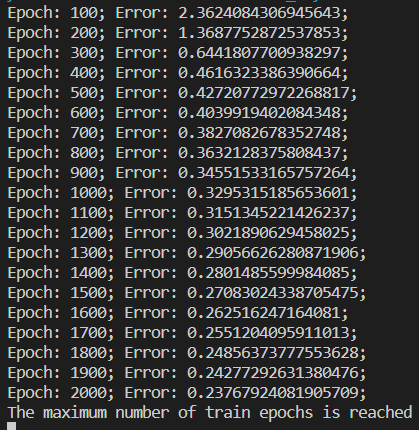 Epoch: 100; Error: 2.3624084306945643;
Epoch: 200; Error: 1.3687752872537853;
Epoch: 300; Error: 0.6441807700938297;
Epoch: 400; Error: 0.4616323386390664;
Epoch: 500; Error: 0.42720772972268817;
Epoch: 600; Error: 0.4039919402084348;
Epoch: 700; Error: 0.3827082678352748;
Epoch: 800; Error: 0.3632128375808437;
Epoch: 900; Error: 0.34551533165757264;
Epoch: 1000; Error: 0.3295315185653601;
Epoch: 1100; Error: 0.3151345221426237;
Epoch: 1200; Error: 0.3021890629458025;
Epoch: 1300; Error: 0.29056626280871906;
Epoch: 1400; Error: 0.2801485599984085;
Epoch: 1500; Error: 0.27083024338705475;
Epoch: 1600; Error: 0.262516247164081;
Epoch: 1700; Error: 0.2551204095911013;
Epoch: 1800; Error: 0.24856373777553628;
Epoch: 1900; Error: 0.24277292631380476;
Epoch: 2000; Error: 0.23767924081905709;
The maximum number of train epochs is reached